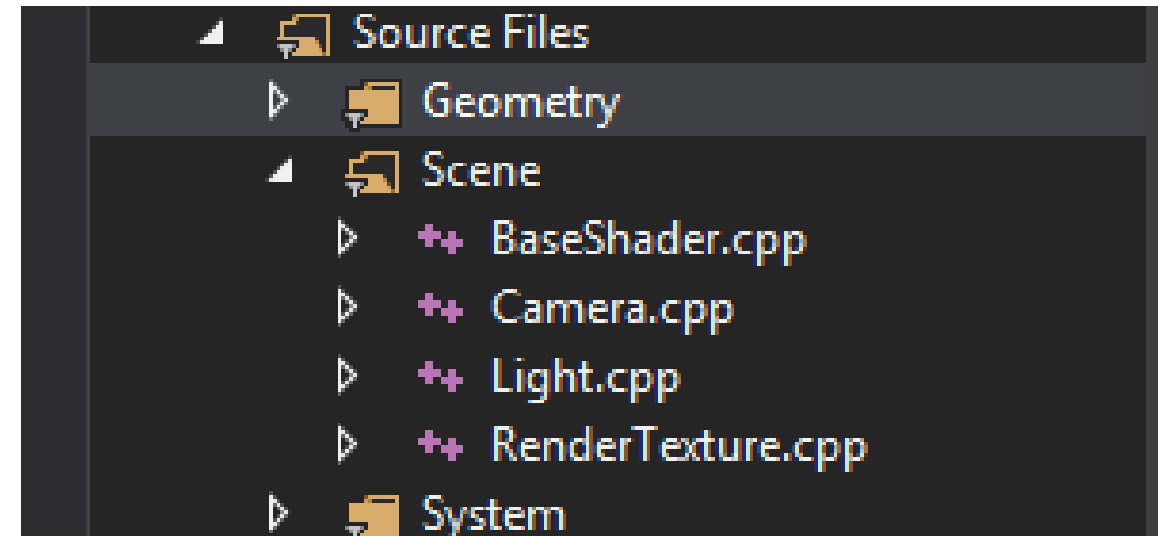 Source Files
Geometry
Scene
BaseShader.cpp
Camera.cpp
Light.cpp
RenderTexture.cpp
System